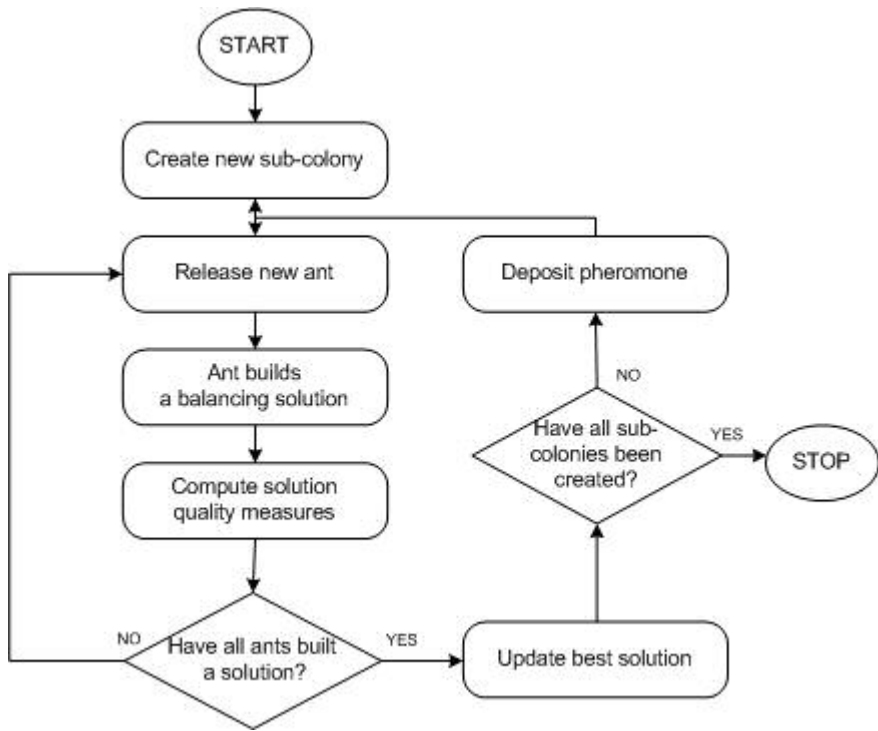 START
Create new sub-colony
Release new ant
Ant builds
a balancing solution
Compute solution
quality measures
Have all ants built
a solution?
NO
YES
Update best solution
Have all sub-
colonies been
created?
NO
YES
Deposit pheromone
STOP